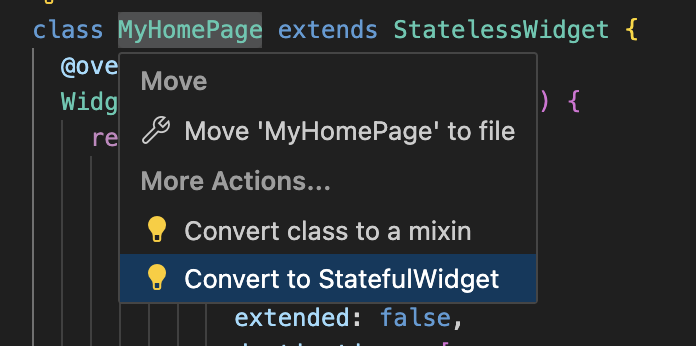 class MyHomePage extends StatelessWidget {
@ove
Move
Widg
) {
Move 'MyHomePage' to file
re
More Actions...
Convert class to a mixin
Convert to StatefulWidget
extended: false,